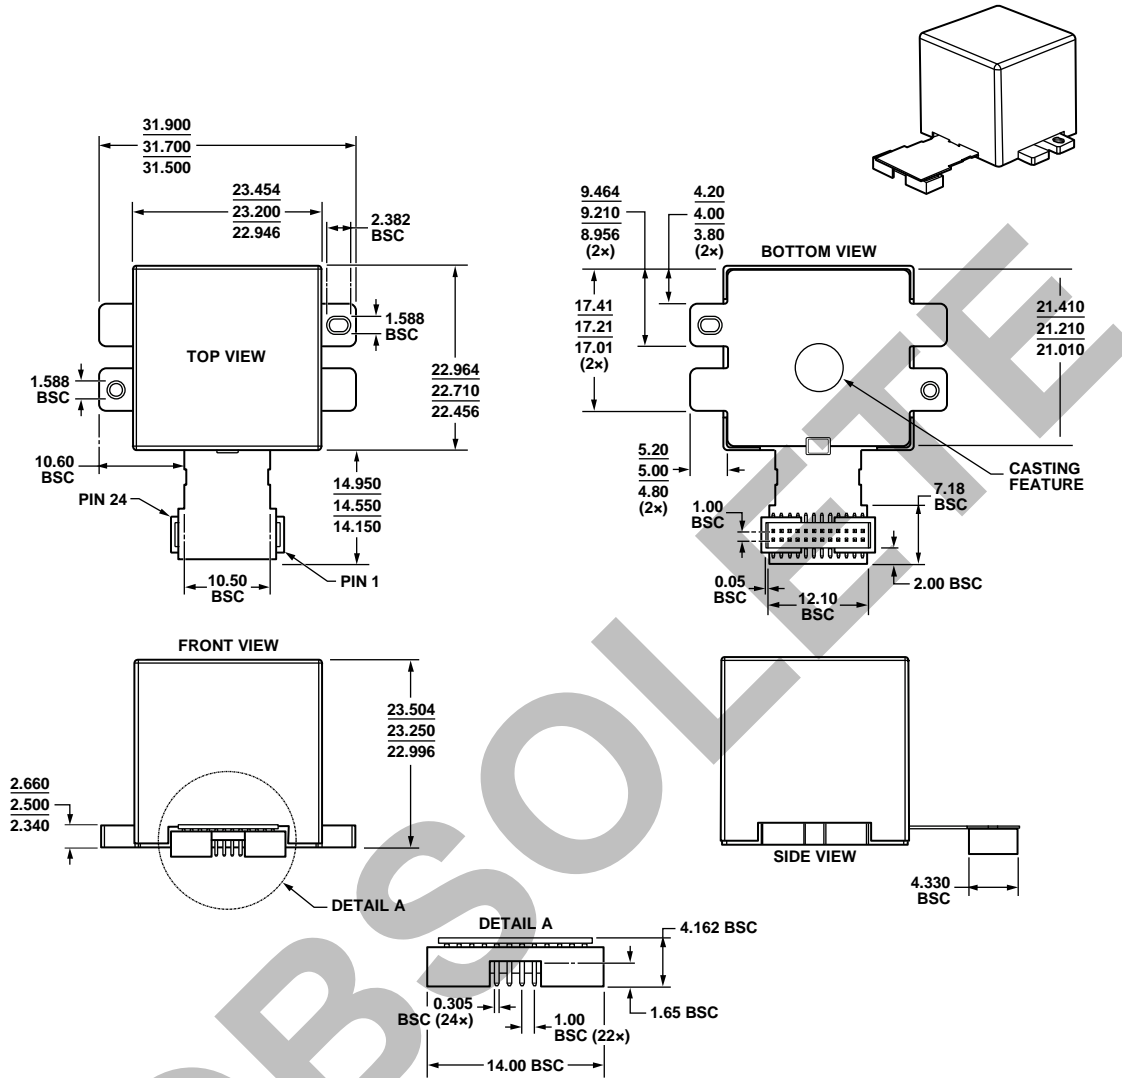 31.900
31.700
31.500
23.454
23.200
22.946
2.382
BSC
TOP VIEW
1.588
BSC
1.588
BSC
22.964
22.710
22.456
10.60
BSC
PIN 24
14.950
14.550
14.150
10.50
BSC
PIN 1
9.464
9.210
8.956
(2×)
4.20
4.00
3.80
(2×)
BOTTOM VIEW
17.41
17.21
17.01
(2×)
21.410
21.210
21.010
5.20
5.00
4.80
(2×)
CASTING
FEATURE
1.00
BSC
7.18
BSC
0.05
BSC
12.10
BSC
2.00 BSC
FRONT VIEW
23.504
23.250
22.996
2.660
2.500
2.340
DETAIL A
SIDE VIEW
4.330
BSC
DETAIL A
4.162 BSC
0.305
BSC (24×)
1.00
BSC (22×)
1.65 BSC
14.00 BSC
OBSOLETE